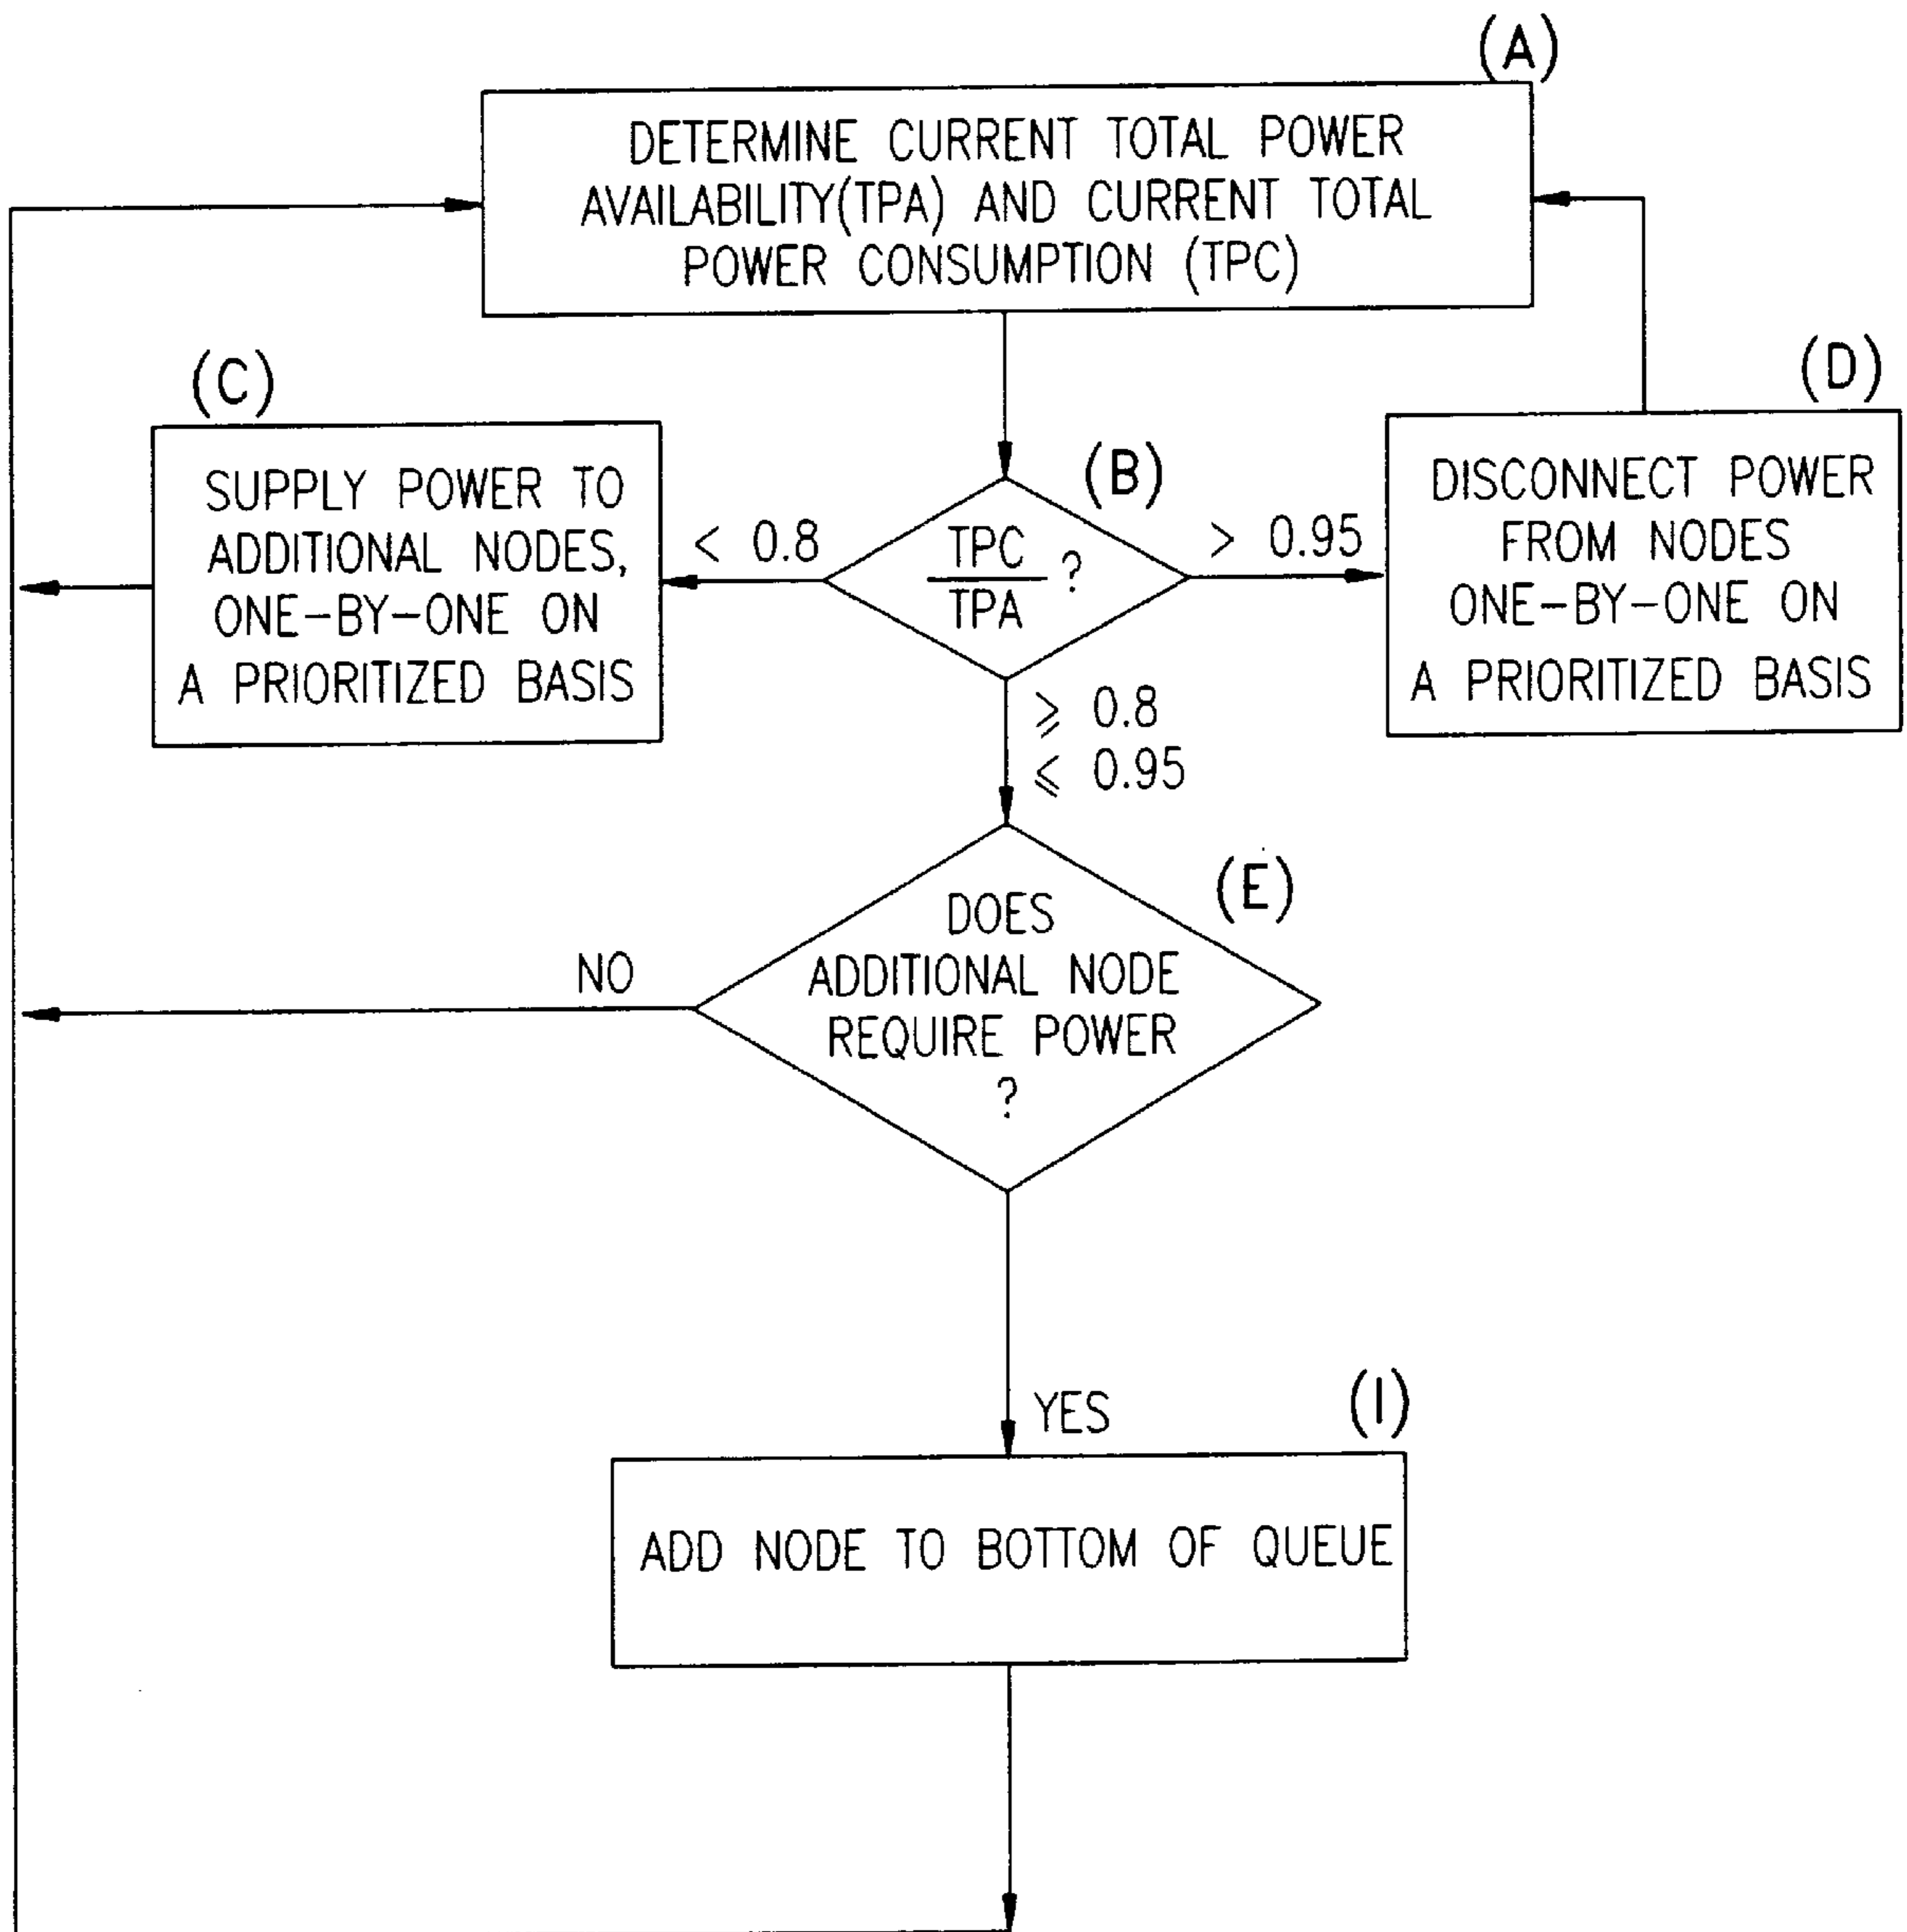 (A)
DETERMINE CURRENT TOTAL POWER
AVAILABILITY(TPA) AND CURRENT TOTAL
POWER CONSUMPTION (TPC)
(C)
SUPPLY POWER TO
ADDITIONAL NODES,
ONE-BY-ONE ON
A PRIORITIZED BASIS
< 0.8
(B)
TPC
TPA
?
> 0.95
(D)
DISCONNECT POWER
FROM NODES
ONE-BY-ONE ON
A PRIORITIZED BASIS
⩾ 0.8
⩽ 0.95
(E)
DOES
ADDITIONAL NODE
REQUIRE POWER
?
NO
YES
(I)
ADD NODE TO BOTTOM OF QUEUE